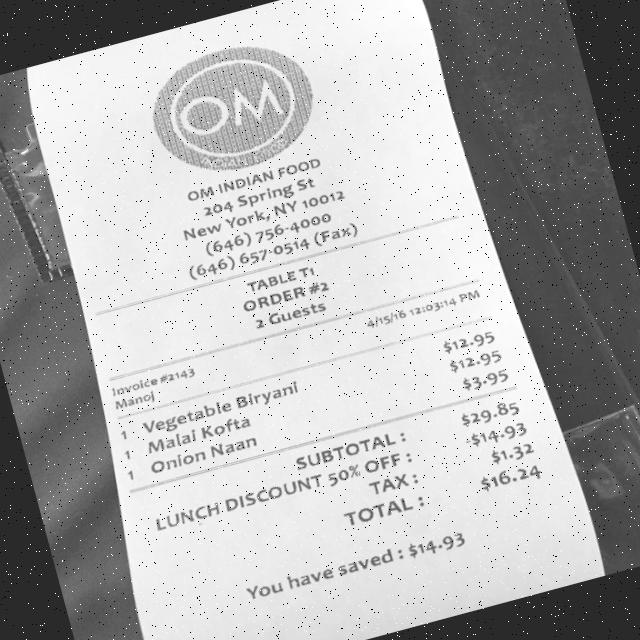 OM
OM INDIAN FOOD
204 Spring St
New York, NY 10012
(646) 756-4000
(646) 657-0514 (Fax)
TABLE T1
ORDER #2
2 Guests
Invoice #2143
4/15/16 12:03:14 PM
Manoj
1 Vegetable Biryani $12.95
1 Malai Kofta $12.95
1 Onion Naan $3.95
SUBTOTAL : $29.85
LUNCH DISCOUNT 50% OFF : -$14.93
TAX : $1.32
TOTAL : $16.24
You have saved : $14.93